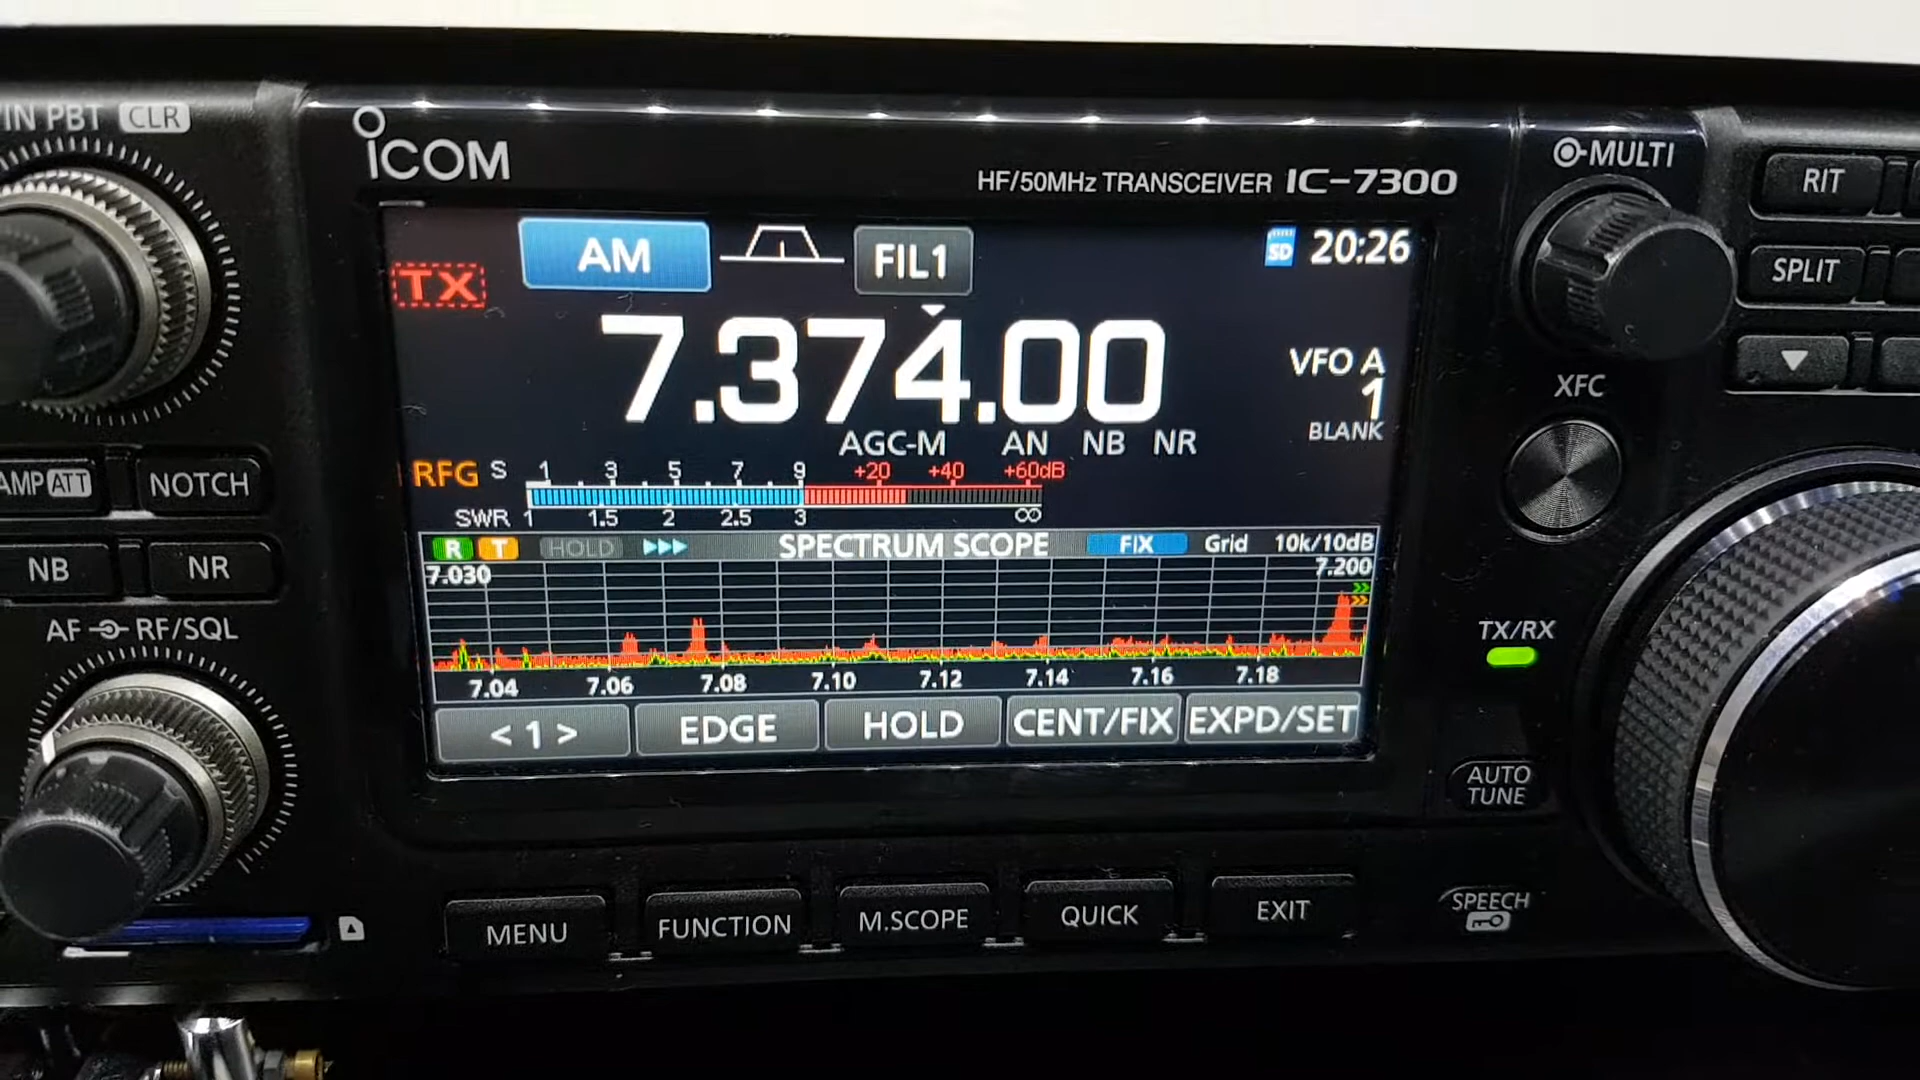 IN PBT CLR
ICOM
HF/50MHz TRANSCEIVER IC-7300
MULTI
RIT
AM
FIL1
SD 20:26
TX
SPLIT
7.374.00
VFO A
1
BLANK
XFC
AGC-M AN NB NR
RFG S 1 3 5 7 9 +20 +40 +60dB
SWR 1 1.5 2 2.5 3 ∞
AMP ATT
NOTCH
R T HOLD SPECTRUM SCOPE FIX Grid 10k/10dB
7.030 7.200
NB
NR
AF RF/SQL
TX/RX
7.04 7.06 7.08 7.10 7.12 7.14 7.16 7.18
< 1 > EDGE HOLD CENT/FIX EXPD/SET
AUTO
TUNE
MENU FUNCTION M.SCOPE QUICK EXIT
SPEECH